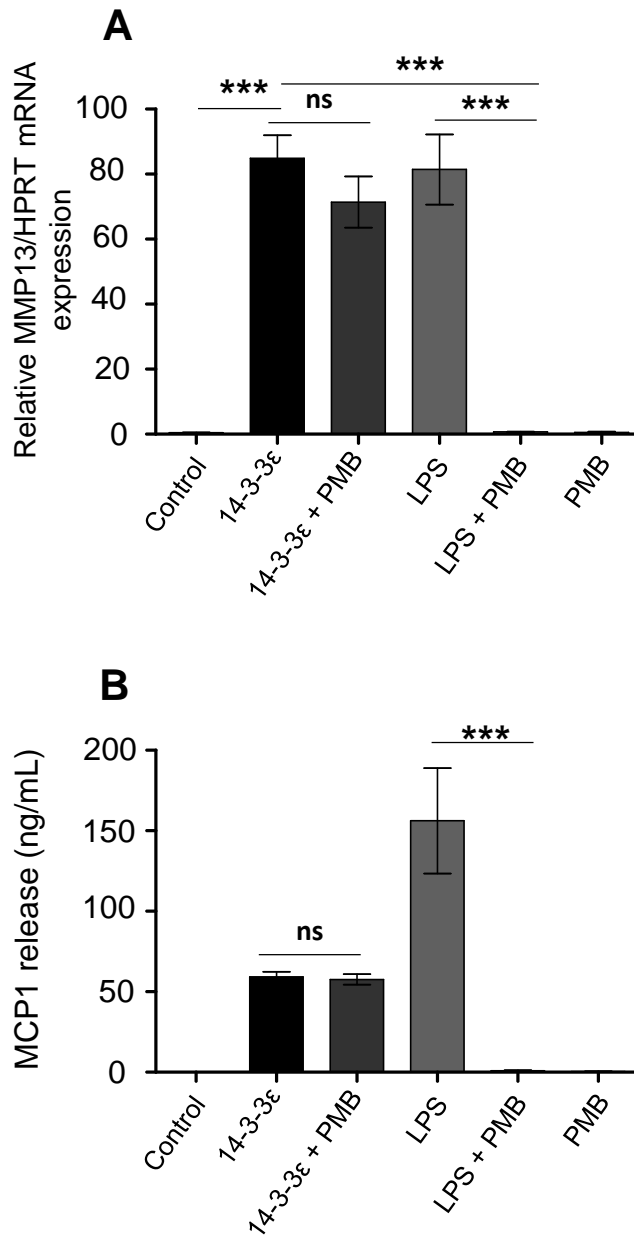 A
***
***
ns
***
Relative MMP13/HPRT mRNA
expression
100
80
60
40
20
0
Control
14-3-3ε
14-3-3ε + PMB
LPS
LPS + PMB
PMB
B
***
ns
MCP1 release (ng/mL)
200
150
100
50
0
Control
14-3-3ε
14-3-3ε + PMB
LPS
LPS + PMB
PMB